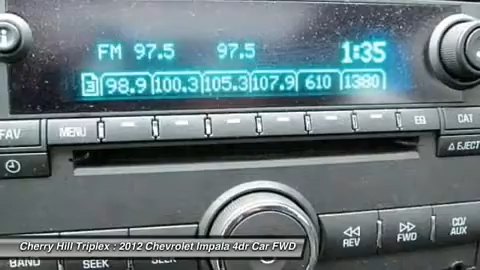 FM 97.5 97.5 1:35
3 98.9 100.3 105.3 107.9 610 1380
FAV MENU EQ CAT
EJECT
REV FWD CD/AUX
Cherry Hill Triplex : 2012 Chevrolet Impala 4dr Car FWD
BAND SEEK SEEK